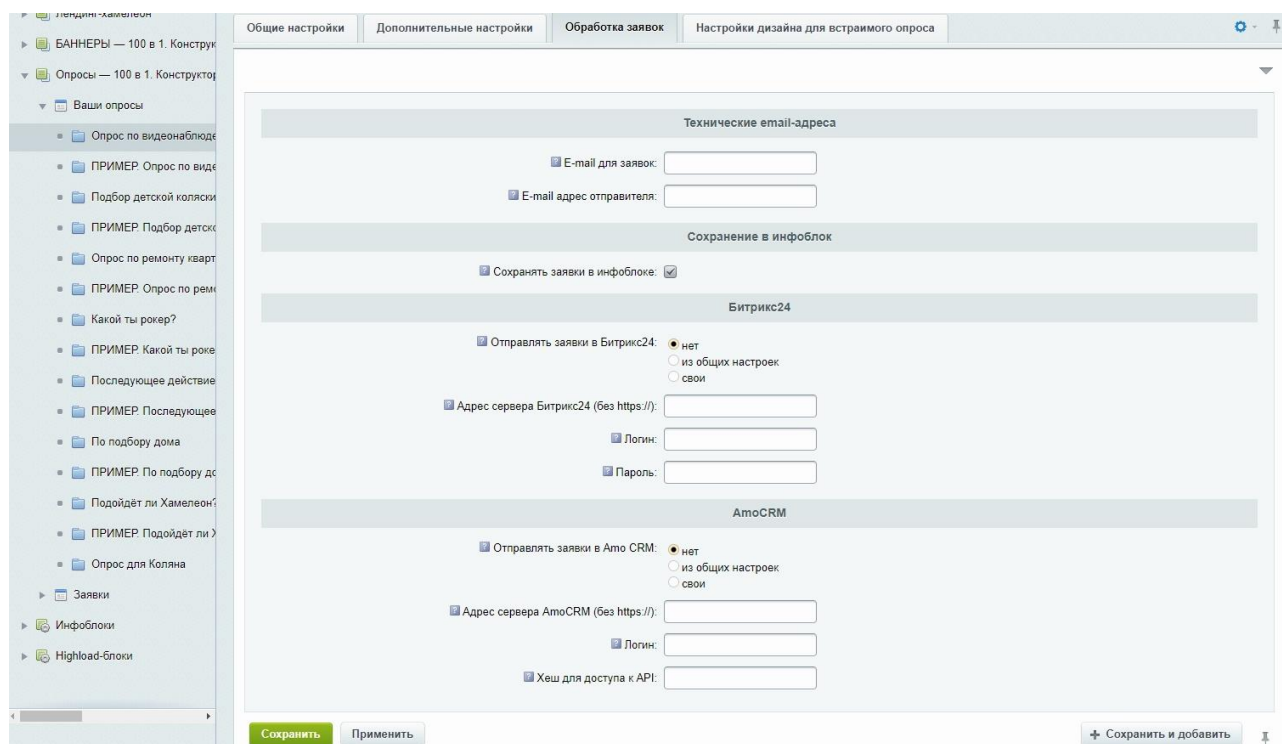 Лендинг-хамелеон
БАННЕРЫ — 100 в 1. Конструк
Опросы — 100 в 1. Конструктор
Ваши опросы
Опрос по видеонаблюде
ПРИМЕР. Опрос по виде
Подбор детской коляски
ПРИМЕР. Подбор детско
Опрос по ремонту кварт
ПРИМЕР. Опрос по ремо
Какой ты рокер?
ПРИМЕР. Какой ты роке
Последующее действие
ПРИМЕР. Последующее
По подбору дома
ПРИМЕР. По подбору до
Подойдёт ли Хамелеон?
ПРИМЕР. Подойдёт ли Х
Опрос для Коляна
Заявки
Инфоблоки
Highload-блоки
Общие настройки
Дополнительные настройки
Обработка заявок
Настройки дизайна для встраимого опроса
Технические email-адреса
E-mail для заявок:
E-mail адрес отправителя:
Сохранение в инфоблок
Сохранять заявки в инфоблоке:
Битрикс24
Отправлять заявки в Битрикс24: нет
из общих настроек
свои
Адрес сервера Битрикс24 (без https://):
Логин:
Пароль:
AmoCRM
Отправлять заявки в Amo CRM: нет
из общих настроек
свои
Адрес сервера AmoCRM (без https://):
Логин:
Хеш для доступа к API:
Сохранить
Применить
+ Сохранить и добавить